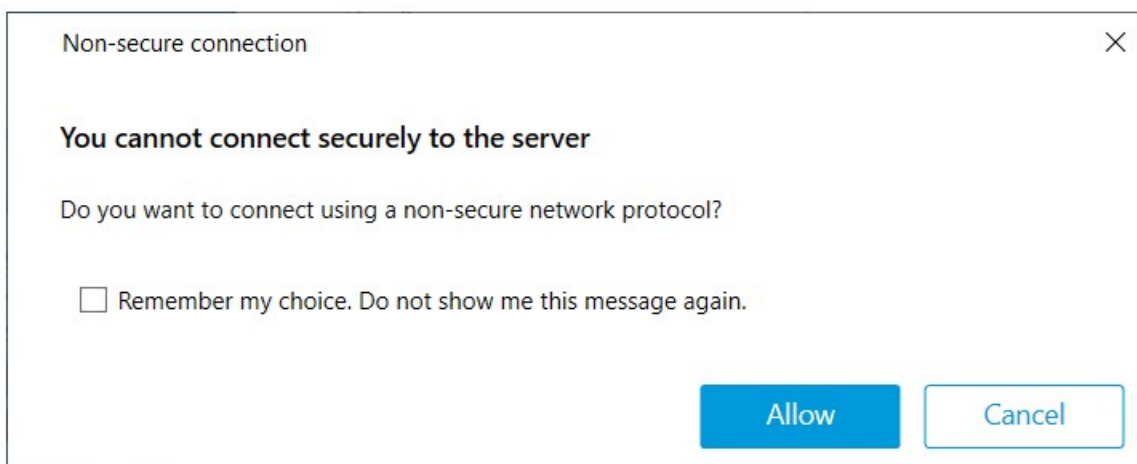 Non-secure connection
You cannot connect securely to the server
Do you want to connect using a non-secure network protocol?
Remember my choice. Do not show me this message again.
Allow Cancel